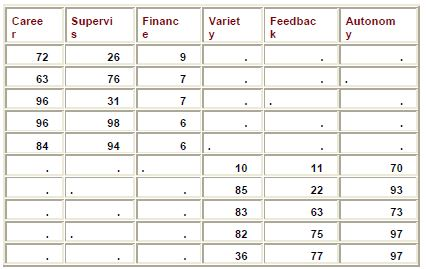 Caree Supervi Financ Variet Feedbac Autonom
r s e y k y
72 26 9 . . .
63 76 7 . . .
96 31 7 . . .
96 98 6 . . .
84 94 6 . . .
. . . 10 11 70
. . . 85 22 93
. . . 83 63 73
. . . 82 75 97
. . . 36 77 97